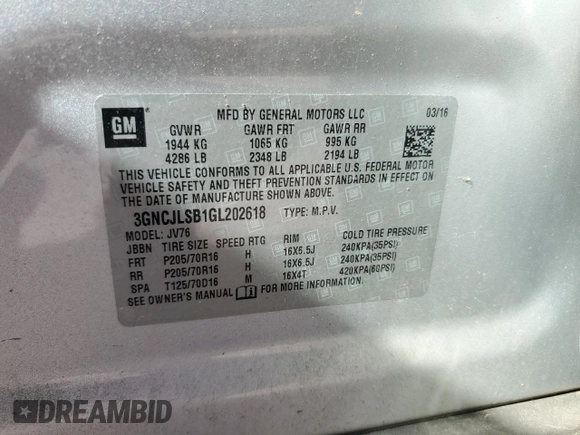 GM
MFD BY GENERAL MOTORS LLC 03/16
GVWR GAWR FRT GAWR RR
1944 KG 1065 KG 995 KG
4286 LB 2348 LB 2194 LB
THIS VEHICLE CONFORMS TO ALL APPLICABLE U.S. FEDERAL MOTOR
VEHICLE SAFETY AND THEFT PREVENTION STANDARDS IN EFFECT ON
THE DATE OF MANUFACTURE SHOWN ABOVE.
3GNCJLSB1GL202618 TYPE: M.P.V.
MODEL: JV76
JBBN TIRE SIZE SPEED RTG RIM COLD TIRE PRESSURE
FRT P205/70R16 H 16X6.5J 240KPA(35PSI)
RR P205/70R16 H 16X6.5J 240KPA(35PSI)
SPA T125/70D16 M 16X4T 420KPA(60PSI)
SEE OWNER'S MANUAL FOR MORE INFORMATION
DREAMBID